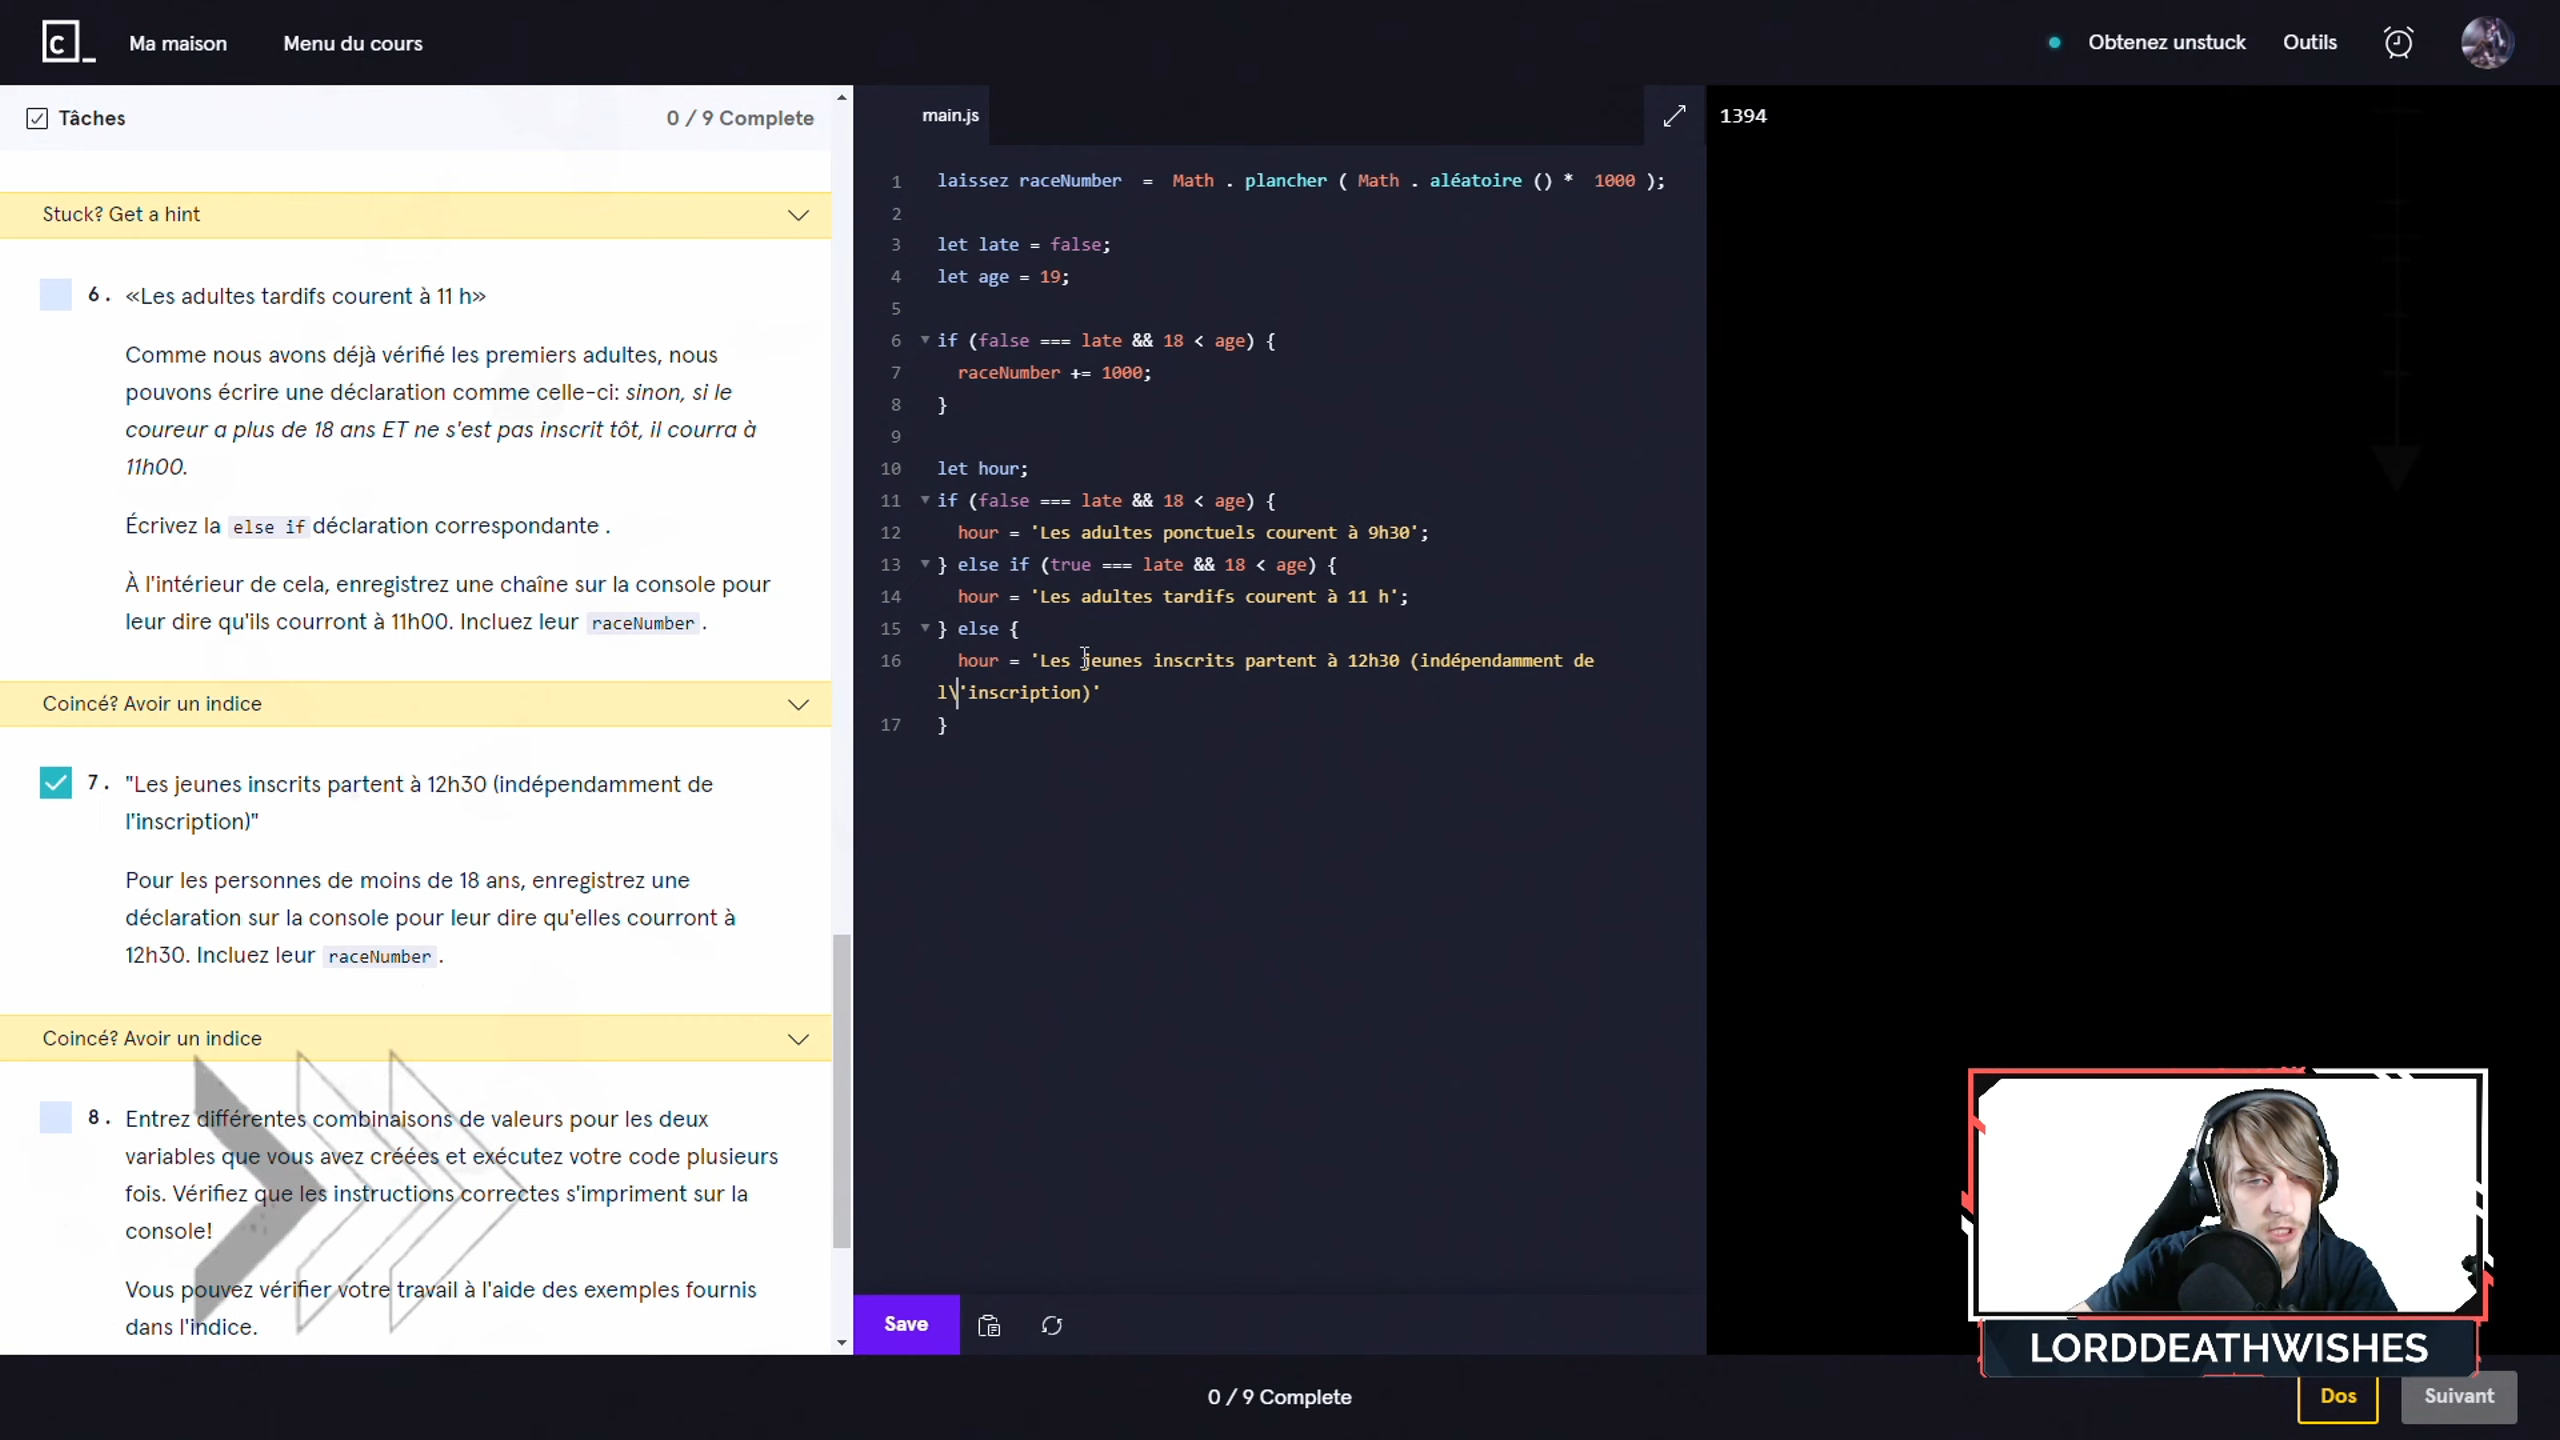 C_
Ma maison
Menu du cours
Obtenez unstuck
Outils
Tâches
0 / 9 Complete
Stuck? Get a hint
6. «Les adultes tardifs courent à 11 h»
Comme nous avons déjà vérifié les premiers adultes, nous
pouvons écrire une déclaration comme celle-ci: sinon, si le
coureur a plus de 18 ans ET ne s'est pas inscrit tôt, il courra à
11h00.
Écrivez la else if déclaration correspondante .
À l'intérieur de cela, enregistrez une chaîne sur la console pour
leur dire qu'ils courront à 11h00. Incluez leur raceNumber .
Coincé? Avoir un indice
7. "Les jeunes inscrits partent à 12h30 (indépendamment de
l'inscription)"
Pour les personnes de moins de 18 ans, enregistrez une
déclaration sur la console pour leur dire qu'elles courront à
12h30. Incluez leur raceNumber .
Coincé? Avoir un indice
8. Entrez différentes combinaisons de valeurs pour les deux
variables que vous avez créées et exécutez votre code plusieurs
fois. Vérifiez que les instructions correctes s'impriment sur la
console!
Vous pouvez vérifier votre travail à l'aide des exemples fournis
dans l'indice.
main.js
1 laissez raceNumber = Math . plancher ( Math . aléatoire () * 1000 );
2
3 let late = false;
4 let age = 19;
5
6 if (false === late && 18 < age) {
7 raceNumber += 1000;
8 }
9
10 let hour;
11 if (false === late && 18 < age) {
12 hour = 'Les adultes ponctuels courent à 9h30';
13 } else if (true === late && 18 < age) {
14 hour = 'Les adultes tardifs courent à 11 h';
15 } else {
16 hour = 'Les jeunes inscrits partent à 12h30 (indépendamment de
l\'inscription)'
17 }
Save
1394
LORDDEATHWISHES
0 / 9 Complete
Dos
Suivant